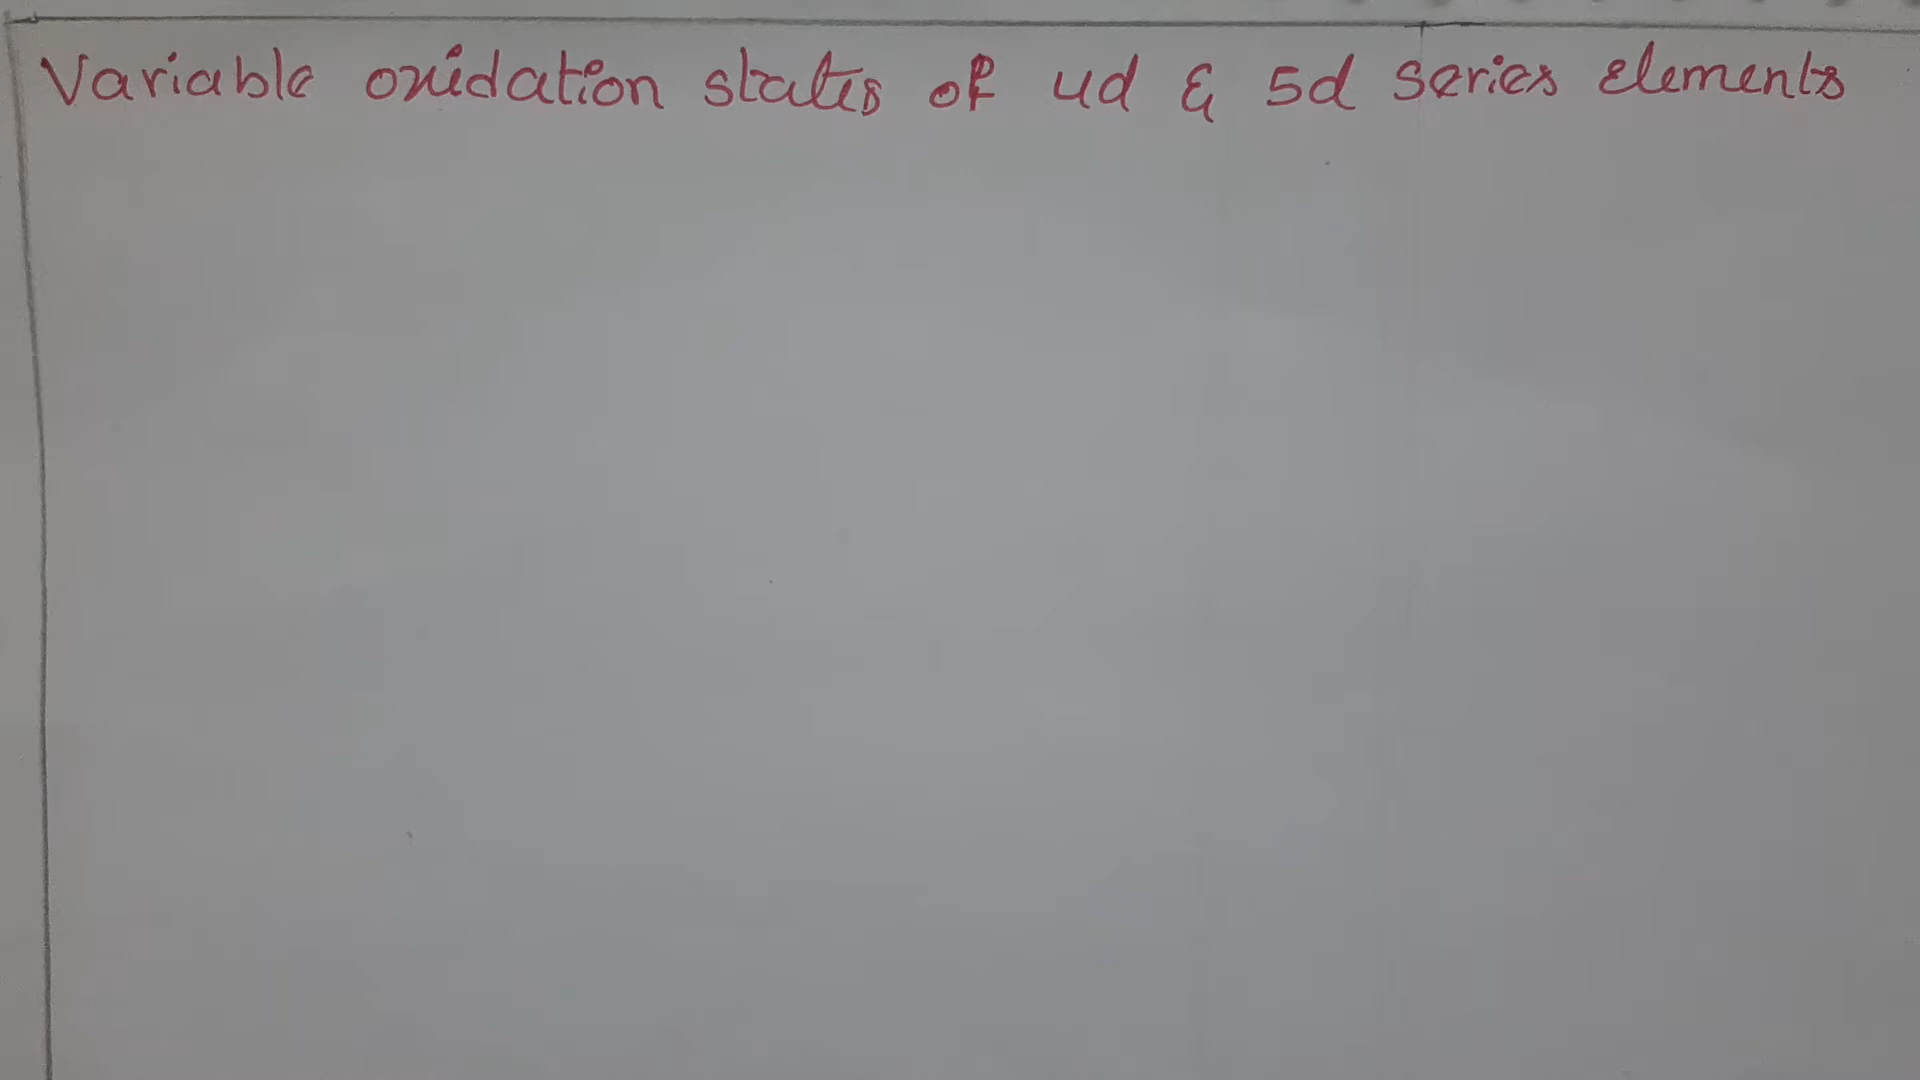 Variable oxidation states of 4d & 5d series elements